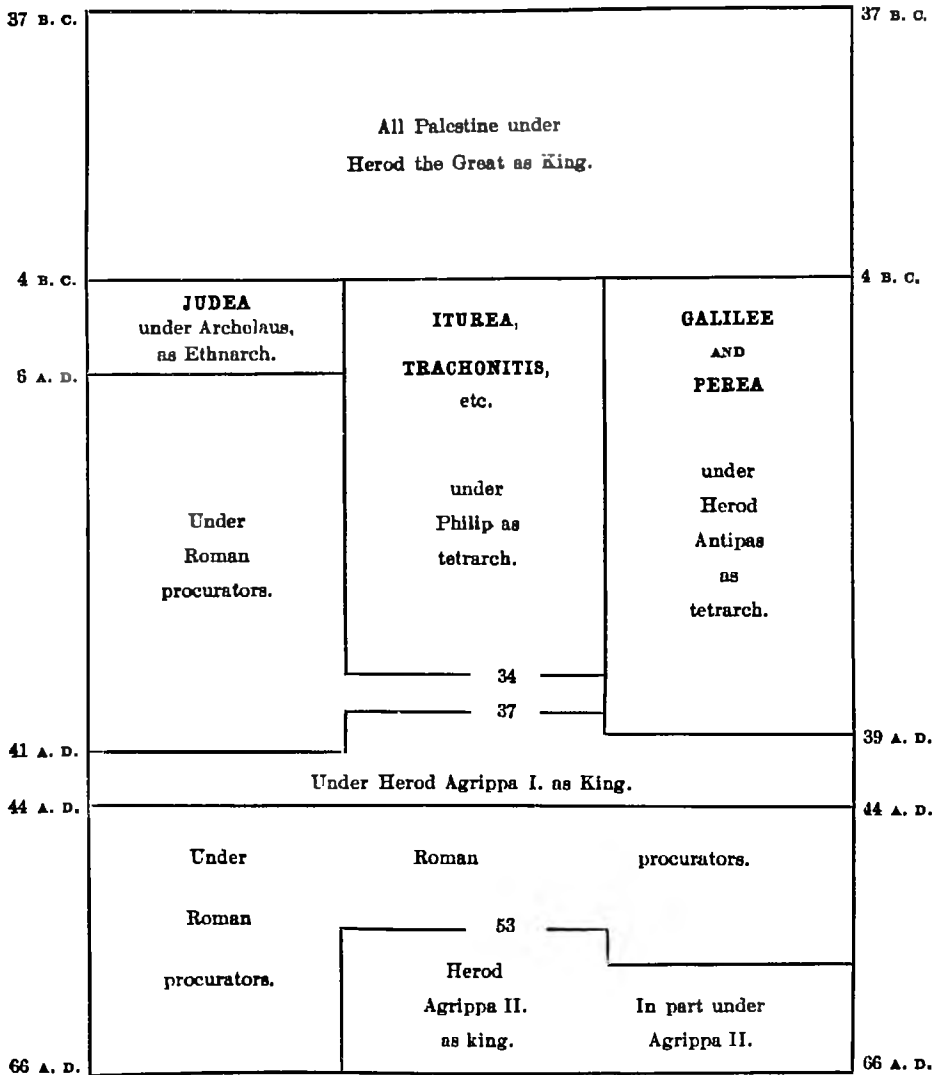 37 B. C.
37 B. C.
All Palestine under
Herod the Great as King.
4 B. C.
4 B. C.
JUDEA
under Archelaus,
as Ethnarch.
6 A. D.
Under
Roman
procurators.
ITUREA,
TRACHONITIS,
etc.
under
Philip as
tetrarch.
GALILEE
AND
PEREA
under
Herod
Antipas
as
tetrarch.
34
37
41 A. D.
39 A. D.
Under Herod Agrippa I. as King.
44 A. D.
44 A. D.
Under Roman procurators.
Roman
procurators.
53
Herod
Agrippa II.
as king.
In part under
Agrippa II.
66 A. D.
66 A. D.